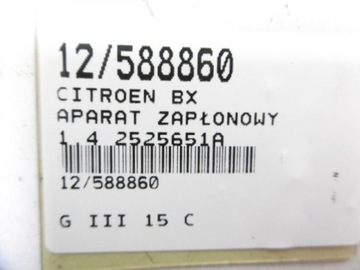 12/588860
CITROEN BX
APARAT ZAPŁONOWY
1.4 2525651A
12/588860
G III 15 C